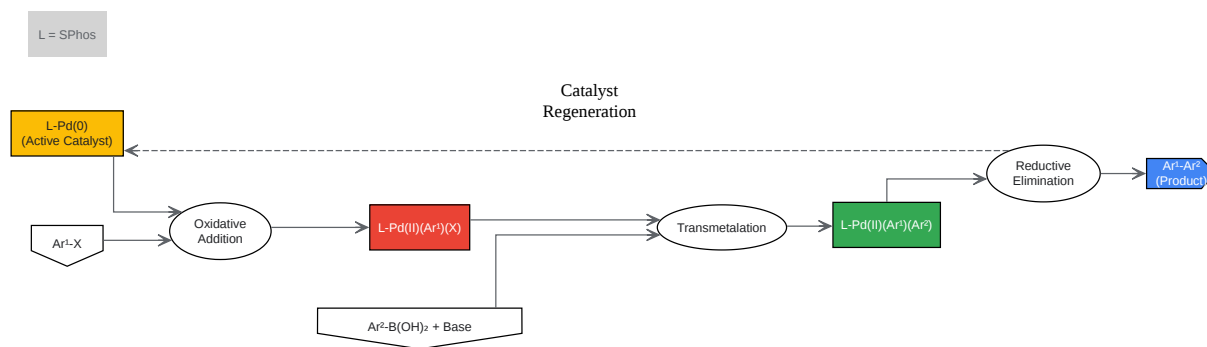 L = SPhos
Catalyst
Regeneration
L-Pd(0)
(Active Catalyst)
Reductive
Elimination
Ar¹-Ar²
(Product)
Ar¹-X
Oxidative
Addition
L-Pd(II)(Ar¹)(X)
Transmetalation
L-Pd(II)(Ar¹)(Ar²)
Ar²-B(OH)₂ + Base